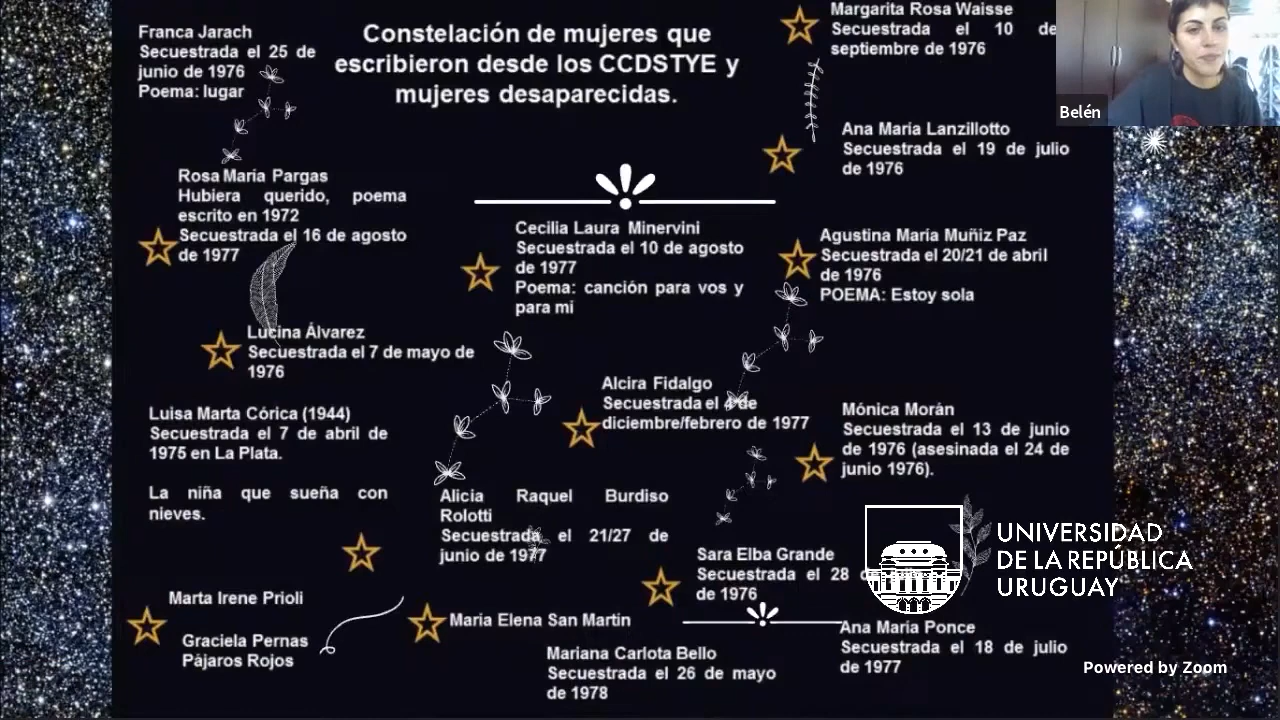 Constelación de mujeres que
escribieron desde los CCDSTYE y
mujeres desaparecidas.
Franca Jarach
Secuestrada el 25 de
junio de 1976
Poema: lugar
Margarita Rosa Waisse
Secuestrada el 10 de
septiembre de 1976
Belén
Ana María Lanzillotto
Secuestrada el 19 de julio
de 1976
Rosa María Pargas
Hubiera querido, poema
escrito en 1972
Secuestrada el 16 de agosto
de 1977
Cecilia Laura Minervini
Secuestrada el 10 de agosto
de 1977
Poema: canción para vos y
para mi
Agustina María Muñiz Paz
Secuestrada el 20/21 de abril
de 1976
POEMA: Estoy sola
Lucina Álvarez
Secuestrada el 7 de mayo de
1976
Alcira Fidalgo
Secuestrada el 4 de
diciembre/febrero de 1977
Luisa Marta Córica (1944)
Secuestrada el 7 de abril de
1975 en La Plata.
La niña que sueña con
nieves.
Mónica Morán
Secuestrada el 13 de junio
de 1976 (asesinada el 24 de
junio 1976).
Alicia Raquel Burdiso
Rolotti
Secuestrada el 21/27 de
junio de 1977
Sara Elba Grande
Secuestrada el 28 de
de 1976
UNIVERSIDAD
DE LA REPÚBLICA
URUGUAY
Marta Irene Prioli
Graciela Pernas
Pájaros Rojos
María Elena San Martin
Mariana Carlota Bello
Secuestrada el 26 de mayo
de 1978
Ana María Ponce
Secuestrada el 18 de julio
de 1977
Powered by Zoom